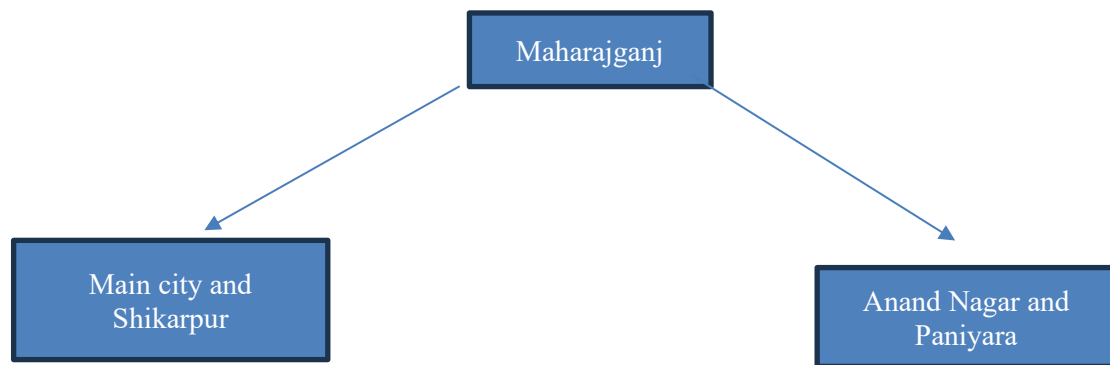 Maharajganj
Main city and
Shikarpur
Anand Nagar and
Paniyara